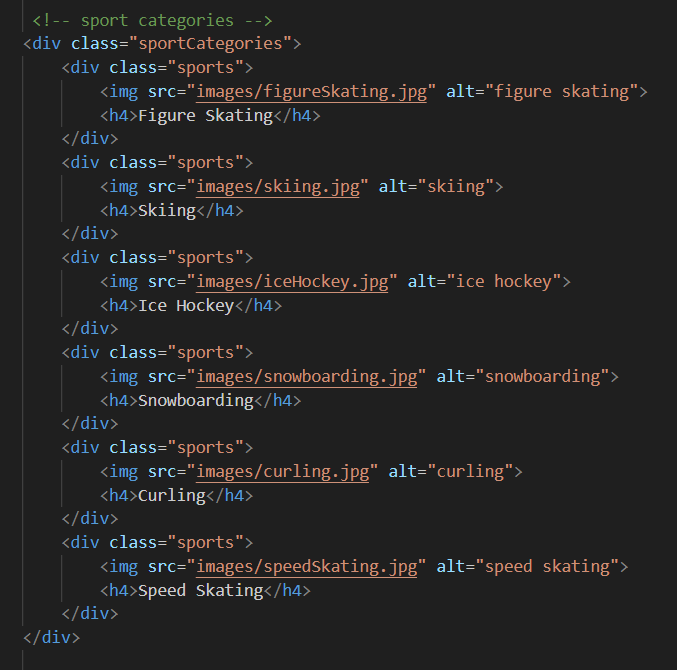 <!-- sport categories -->
<div class="sportCategories">
<div class="sports">
<img src="images/figureSkating.jpg" alt="figure skating">
<h4>Figure Skating</h4>
</div>
<div class="sports">
<img src="images/skiing.jpg" alt="skiing">
<h4>Skiing</h4>
</div>
<div class="sports">
<img src="images/iceHockey.jpg" alt="ice hockey">
<h4>Ice Hockey</h4>
</div>
<div class="sports">
<img src="images/snowboarding.jpg" alt="snowboarding">
<h4>Snowboarding</h4>
</div>
<div class="sports">
<img src="images/curling.jpg" alt="curling">
<h4>Curling</h4>
</div>
<div class="sports">
<img src="images/speedSkating.jpg" alt="speed skating">
<h4>Speed Skating</h4>
</div>
</div>